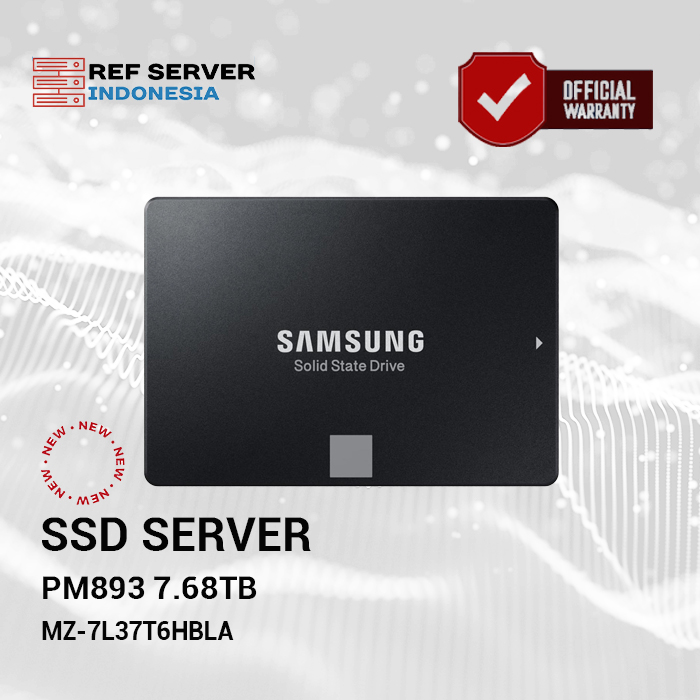 REF SERVER
INDONESIA
OFFICIAL
WARRANTY
SAMSUNG
Solid State Drive
NEW • NEW • NEW • NEW • NEW • NEW •
SSD SERVER
PM893 7.68TB
MZ-7L37T6HBLA